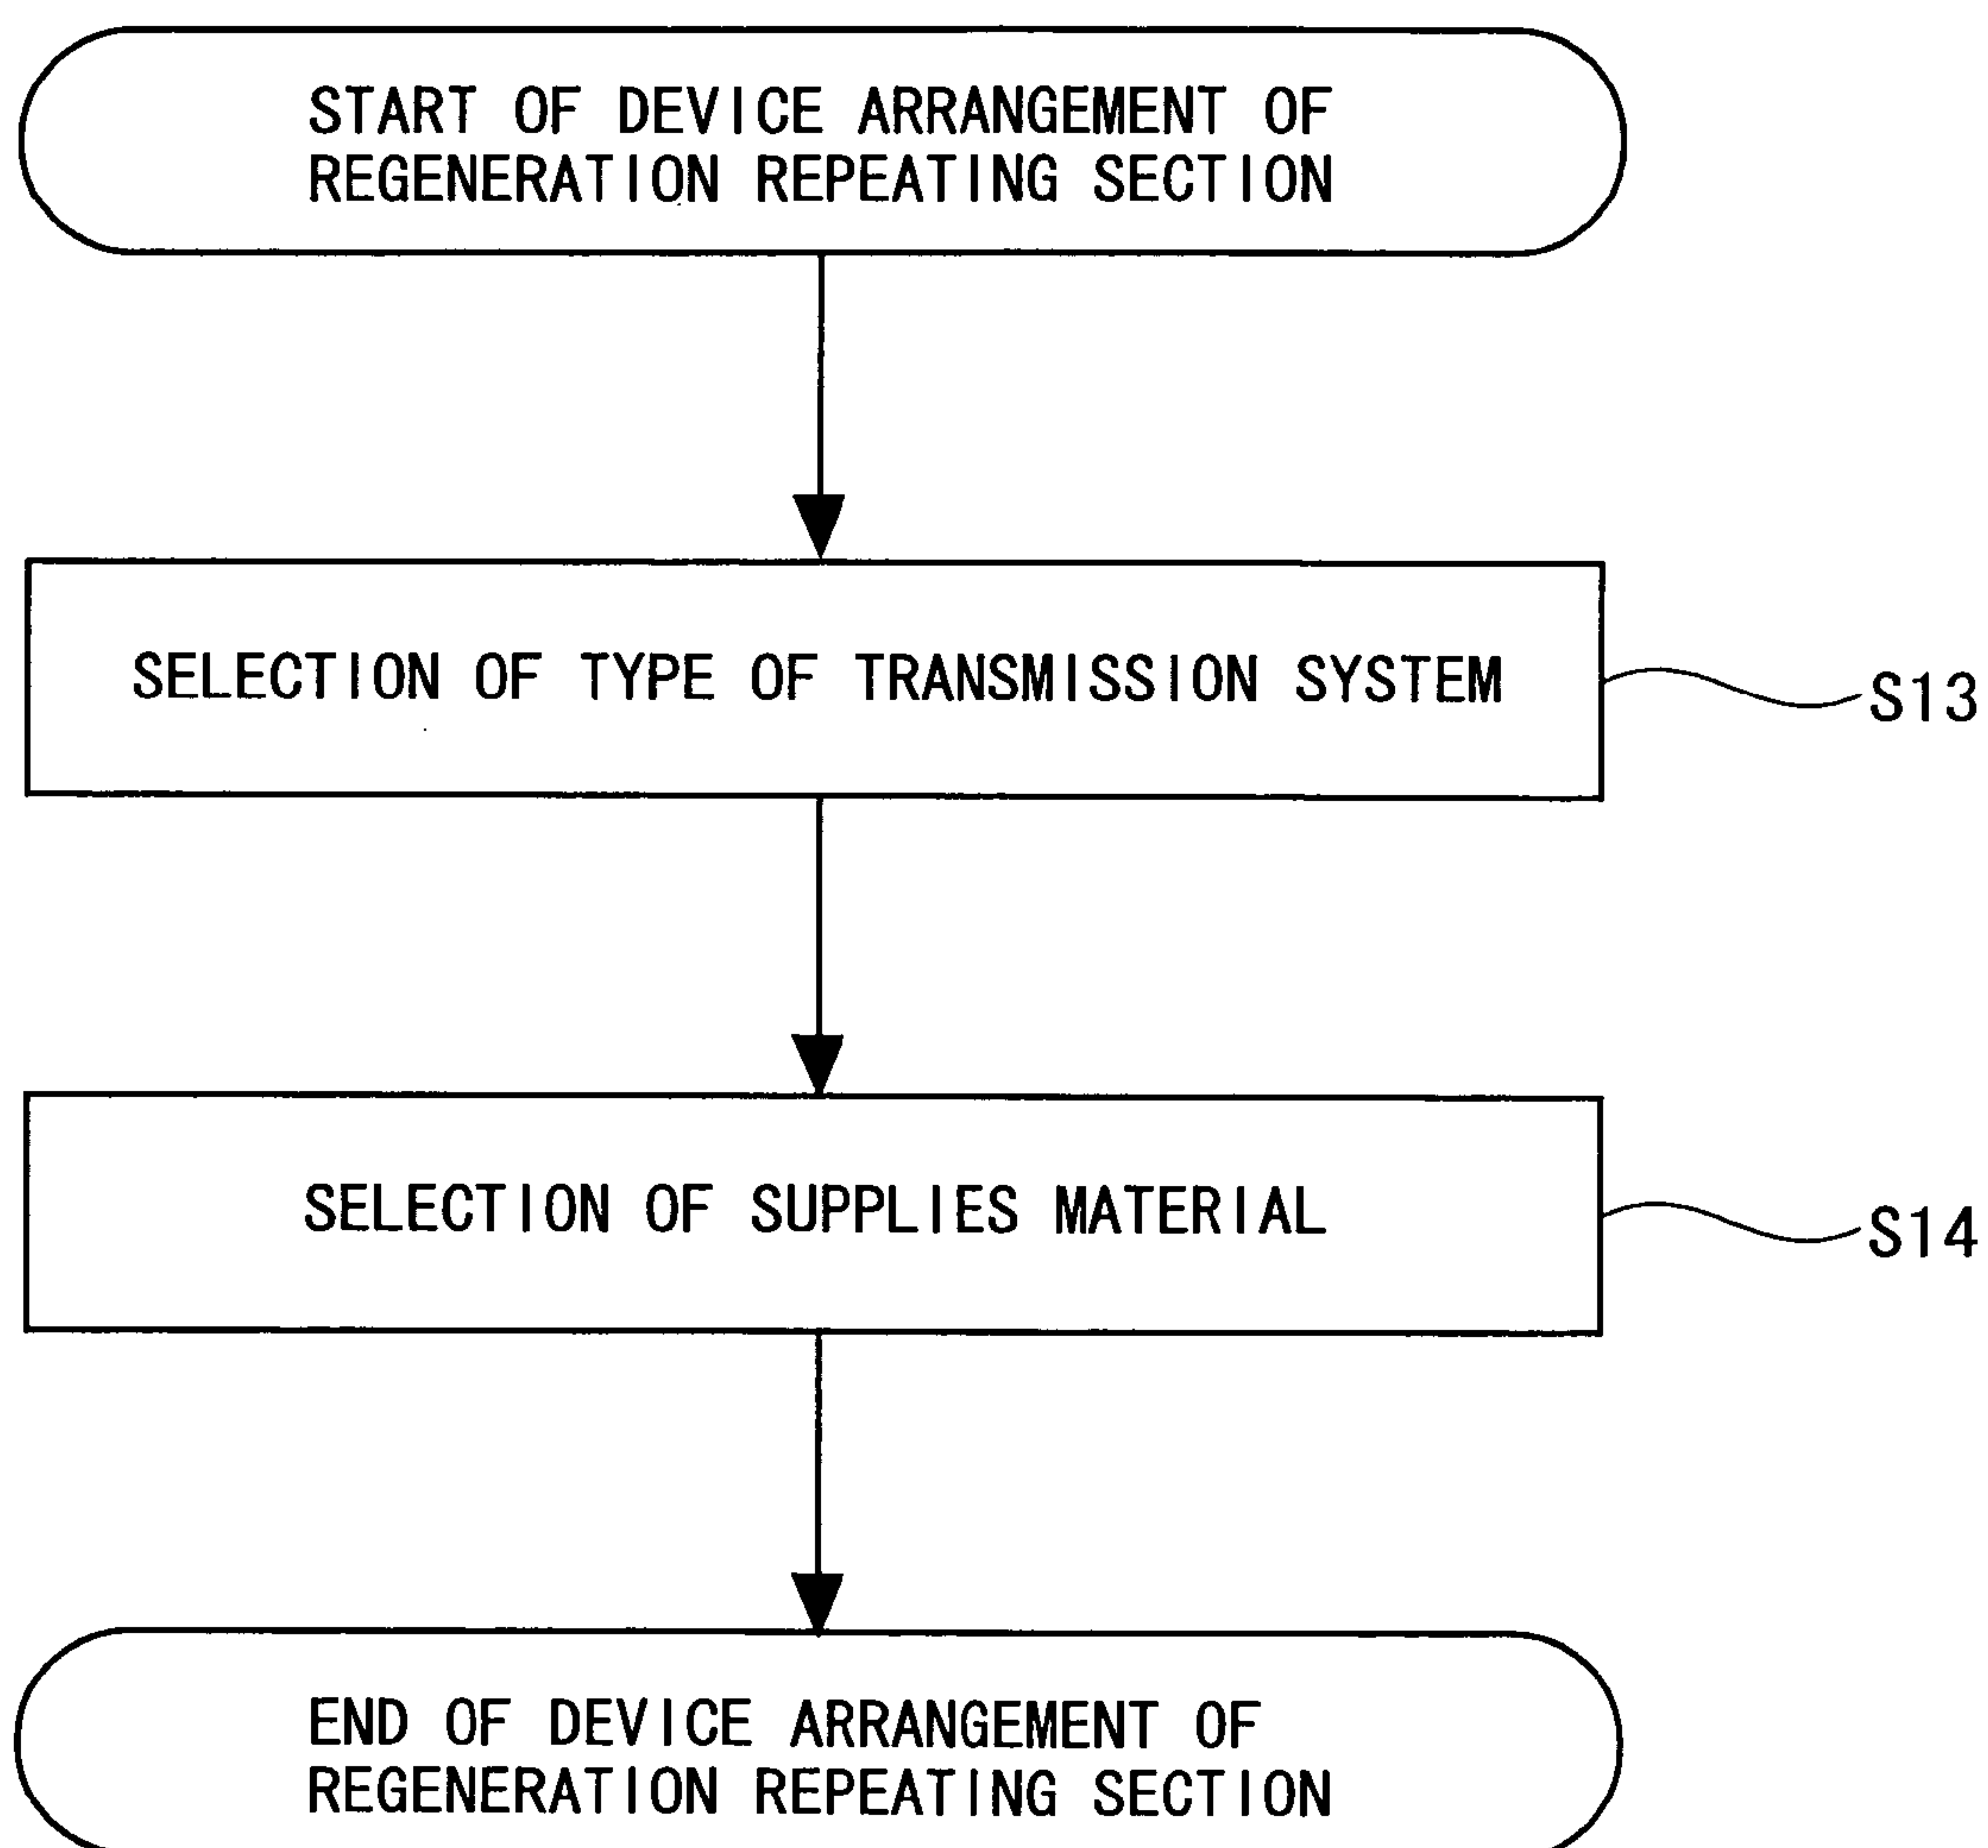 START OF DEVICE ARRANGEMENT OF
REGENERATION REPEATING SECTION
SELECTION OF TYPE OF TRANSMISSION SYSTEM
S13
SELECTION OF SUPPLIES MATERIAL
S14
END OF DEVICE ARRANGEMENT OF
REGENERATION REPEATING SECTION